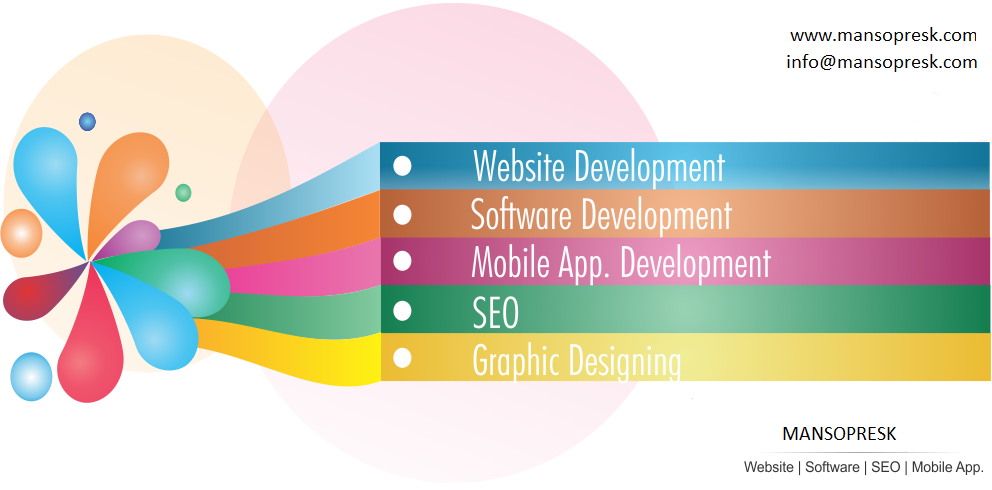 www.mansopresk.com
info@mansopresk.com
Website Development
Software Development
Mobile App. Development
SEO
Graphic Designing
MANSOPRESK
Website | Software | SEO | Mobile App.